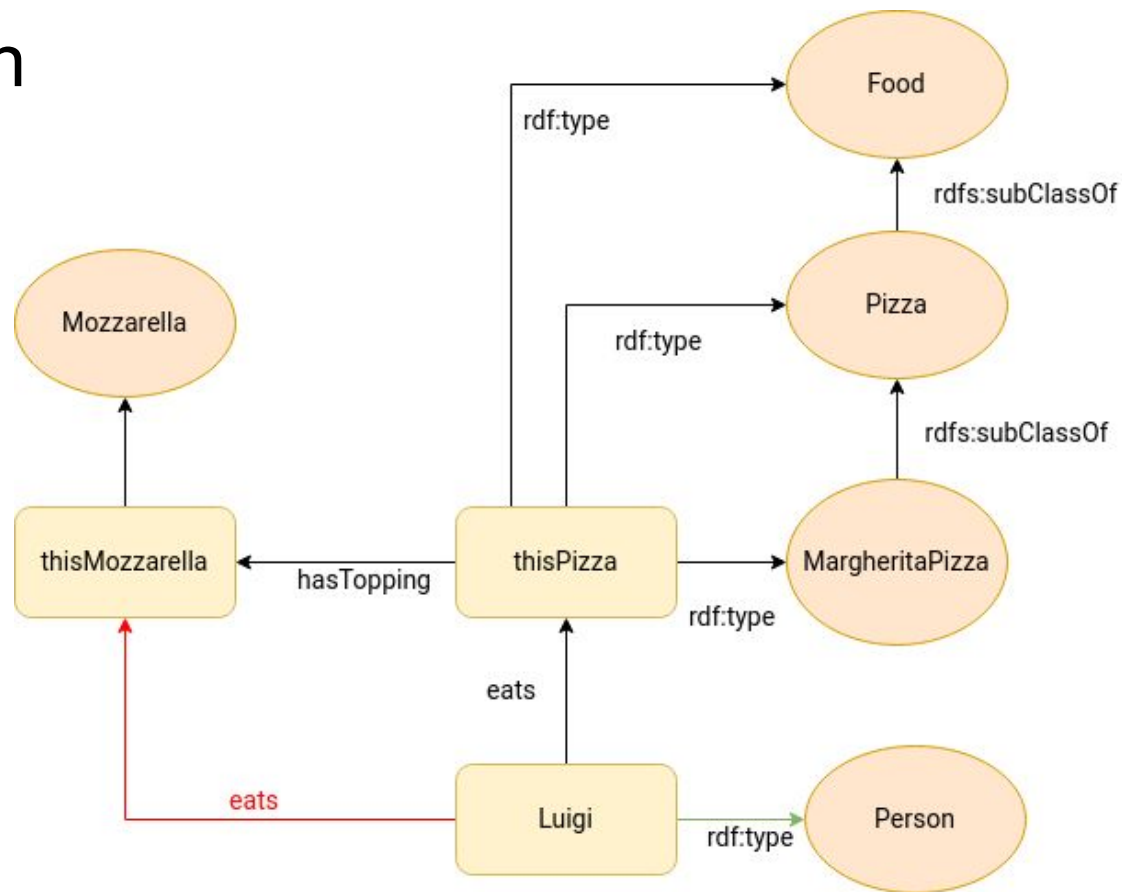 n
Food
rdf:type
rdfs:subClassOf
Mozzarella
Pizza
rdf:type
rdfs:subClassOf
thisMozzarella
thisPizza
MargheritaPizza
hasTopping
rdf:type
eats
eats
Luigi
Person
rdf:type